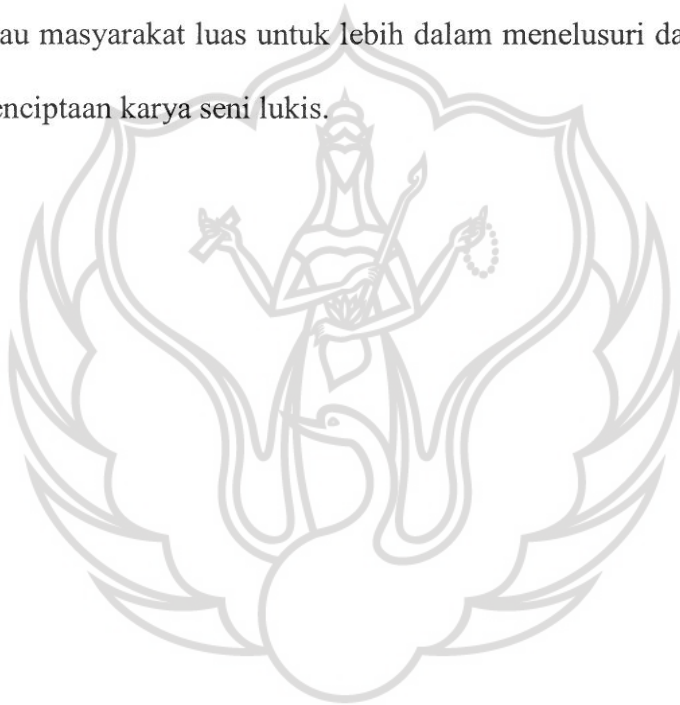 au masyarakat luas untuk lebih dalam menelusuri da
enciptaan karya seni lukis.